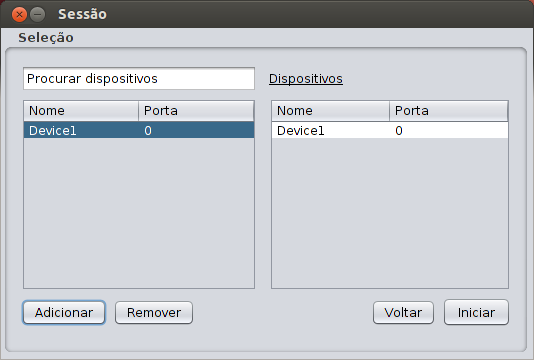 Sessão
Seleção
Procurar dispositivos
Dispositivos
Nome Porta
Device1 0
Nome Porta
Device1 0
Adicionar Remover Voltar Iniciar